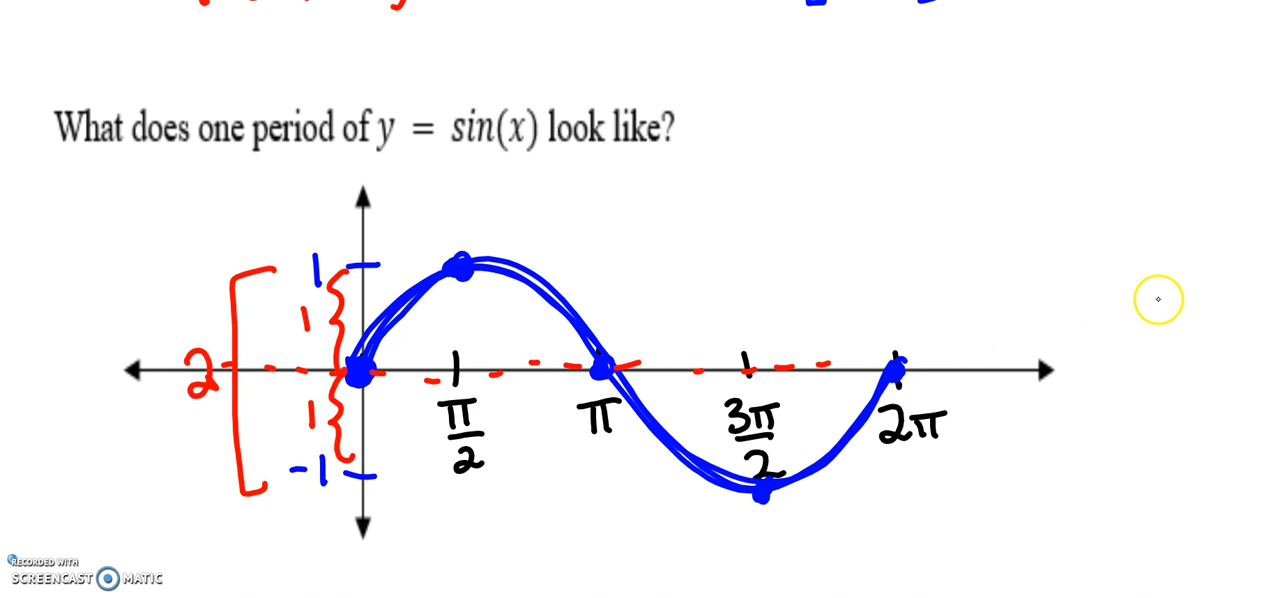 What does one period of y = sin(x) look like?
1
1
2
1
-1
π/2
π
3π/2
2π
RECORDED WITH
SCREENCAST MATIC